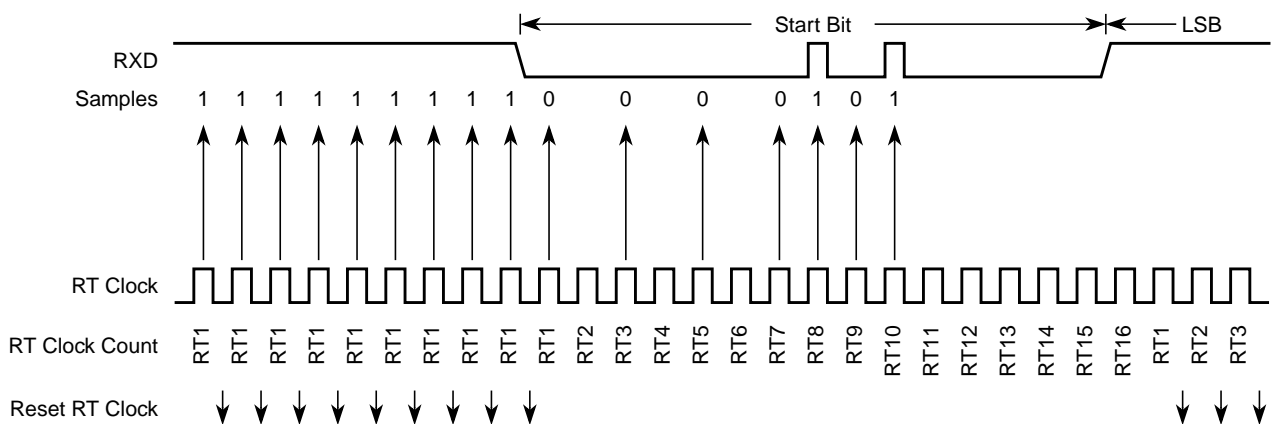 Start Bit LSB
RXD
Samples 1 1 1 1 1 1 1 1 1 0 0 0 0 1 0 1
RT Clock
RT Clock Count RT1 RT1 RT1 RT1 RT1 RT1 RT1 RT1 RT1 RT1 RT2 RT3 RT4 RT5 RT6 RT7 RT8 RT9 RT10 RT11 RT12 RT13 RT14 RT15 RT16 RT1 RT2 RT3
Reset RT Clock